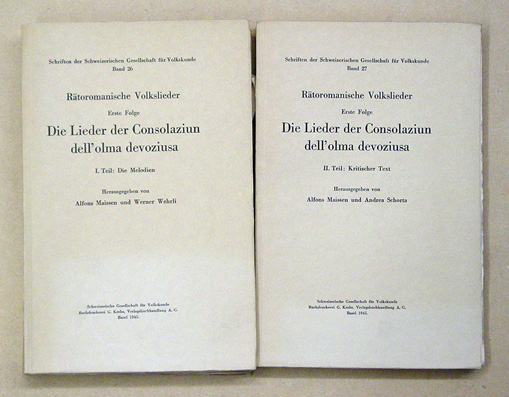 Schriften der Schweizerischen Gesellschaft für Volkskunde
Band 26
Rätoromanische Volkslieder
Erste Folge
Die Lieder der Consolaziun
dell'olma devoziusa
I. Teil: Die Melodien
Herausgegeben von
Alfons Maissen und Werner Wehrli
Schweizerische Gesellschaft für Volkskunde
Buchdruckerei G. Krebs, Verlagsbuchhandlung A. G.
Basel 1945
Schriften der Schweizerischen Gesellschaft für Volkskunde
Band 27
Rätoromanische Volkslieder
Erste Folge
Die Lieder der Consolaziun
dell'olma devoziusa
II. Teil: Kritischer Text
Herausgegeben von
Alfons Maissen und Andrea Schorta
Schweizerische Gesellschaft für Volkskunde
Buchdruckerei G. Krebs, Verlagsbuchhandlung A. G.
Basel 1945